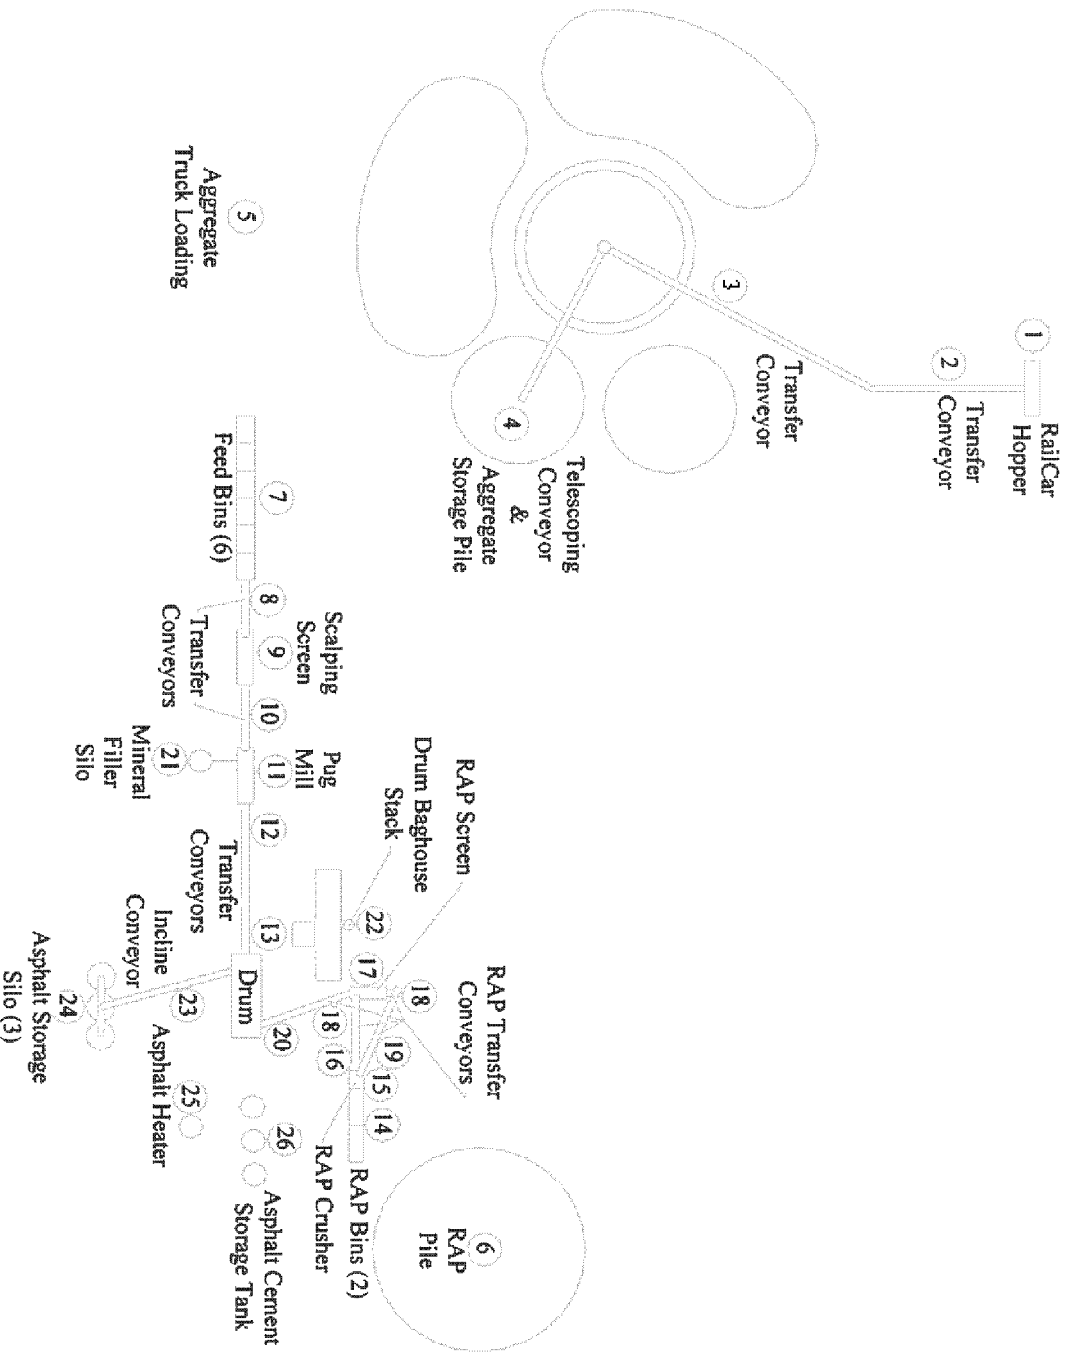 1
RailCar
Hopper
2
Transfer
Conveyor
3
Transfer
Conveyor
4
Telescoping
Conveyor
&
Aggregate
Storage Pile
5
Aggregate
Truck Loading
7
Feed Bins (6)
8
Scalping
Screen
9
10
Transfer
Conveyors
Pug
Mill
11
21
Mineral
Filler
Silo
12
Transfer
Conveyors
13
RAP Screen
Drum Baghouse
Stack
22
17
18
RAP Transfer
Conveyors
18
16
19
15
14
20
Drum
Incline
Conveyor
23
24
Asphalt Storage
Silo (3)
Asphalt Heater
25
26
Asphalt Cement
Storage Tank
RAP Crusher
RAP Bins (2)
6
RAP
Pile